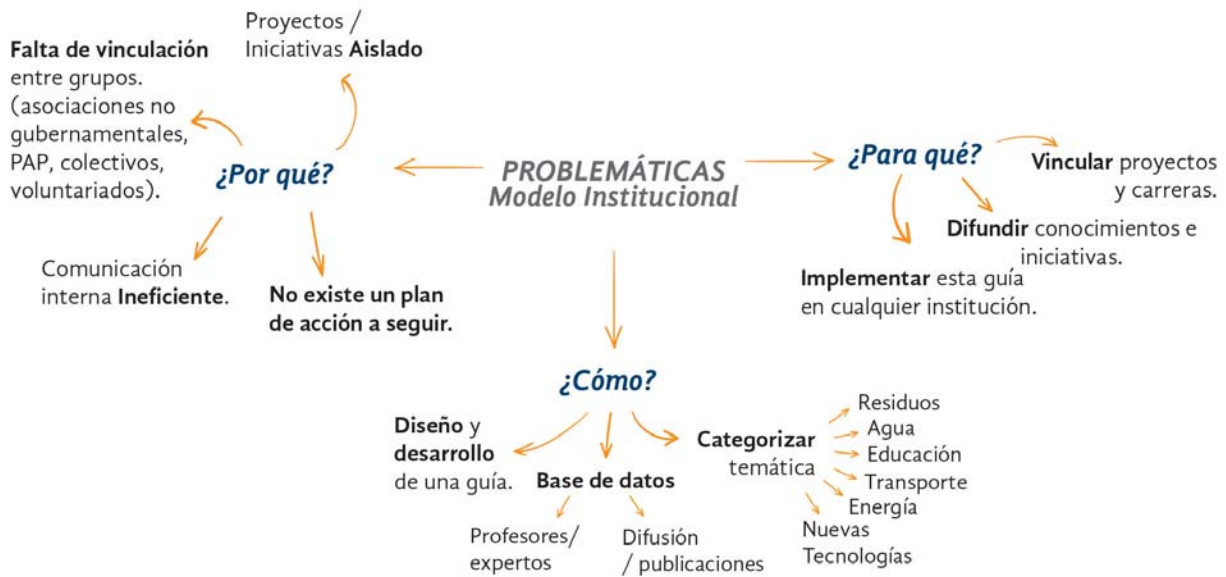 PROBLEMÁTICAS
Modelo Institucional
¿Por qué?
Falta de vinculación
entre grupos.
(asociaciones no
gubernamentales,
PAP, colectivos,
voluntariados).
Proyectos /
Iniciativas Aislado
Comunicación
interna Ineficiente.
No existe un plan
de acción a seguir.
¿Para qué?
Vincular proyectos
y carreras.
Difundir conocimientos e
iniciativas.
Implementar esta guía
en cualquier institución.
¿Cómo?
Diseño y
desarrollo
de una guía.
Base de datos
Profesores/
expertos
Difusión
/ publicaciones
Categorizar
temática
Residuos
Agua
Educación
Transporte
Energía
Nuevas
Tecnologías